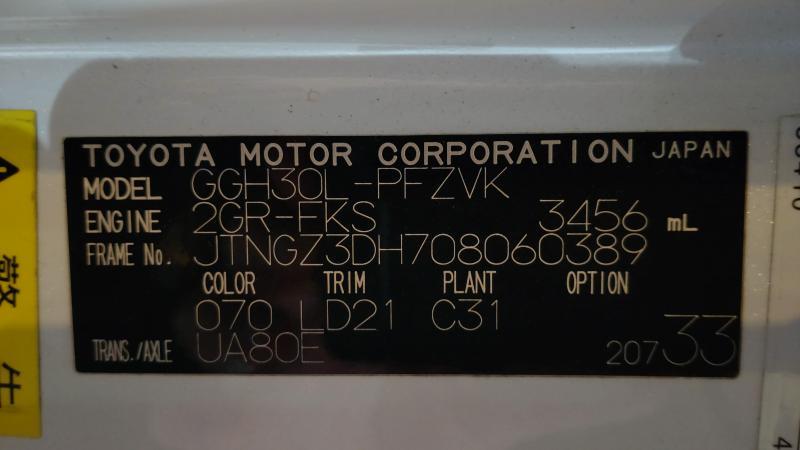 TOYOTA MOTOR CORPORATION JAPAN
MODEL GGH30L-PFZVK
ENGINE 2GR-FKS 3456 mL
FRAME No. JTNGZ3DH708060389
COLOR TRIM PLANT OPTION
070 LD21 C31
TRANS./AXLE UA80E 20733